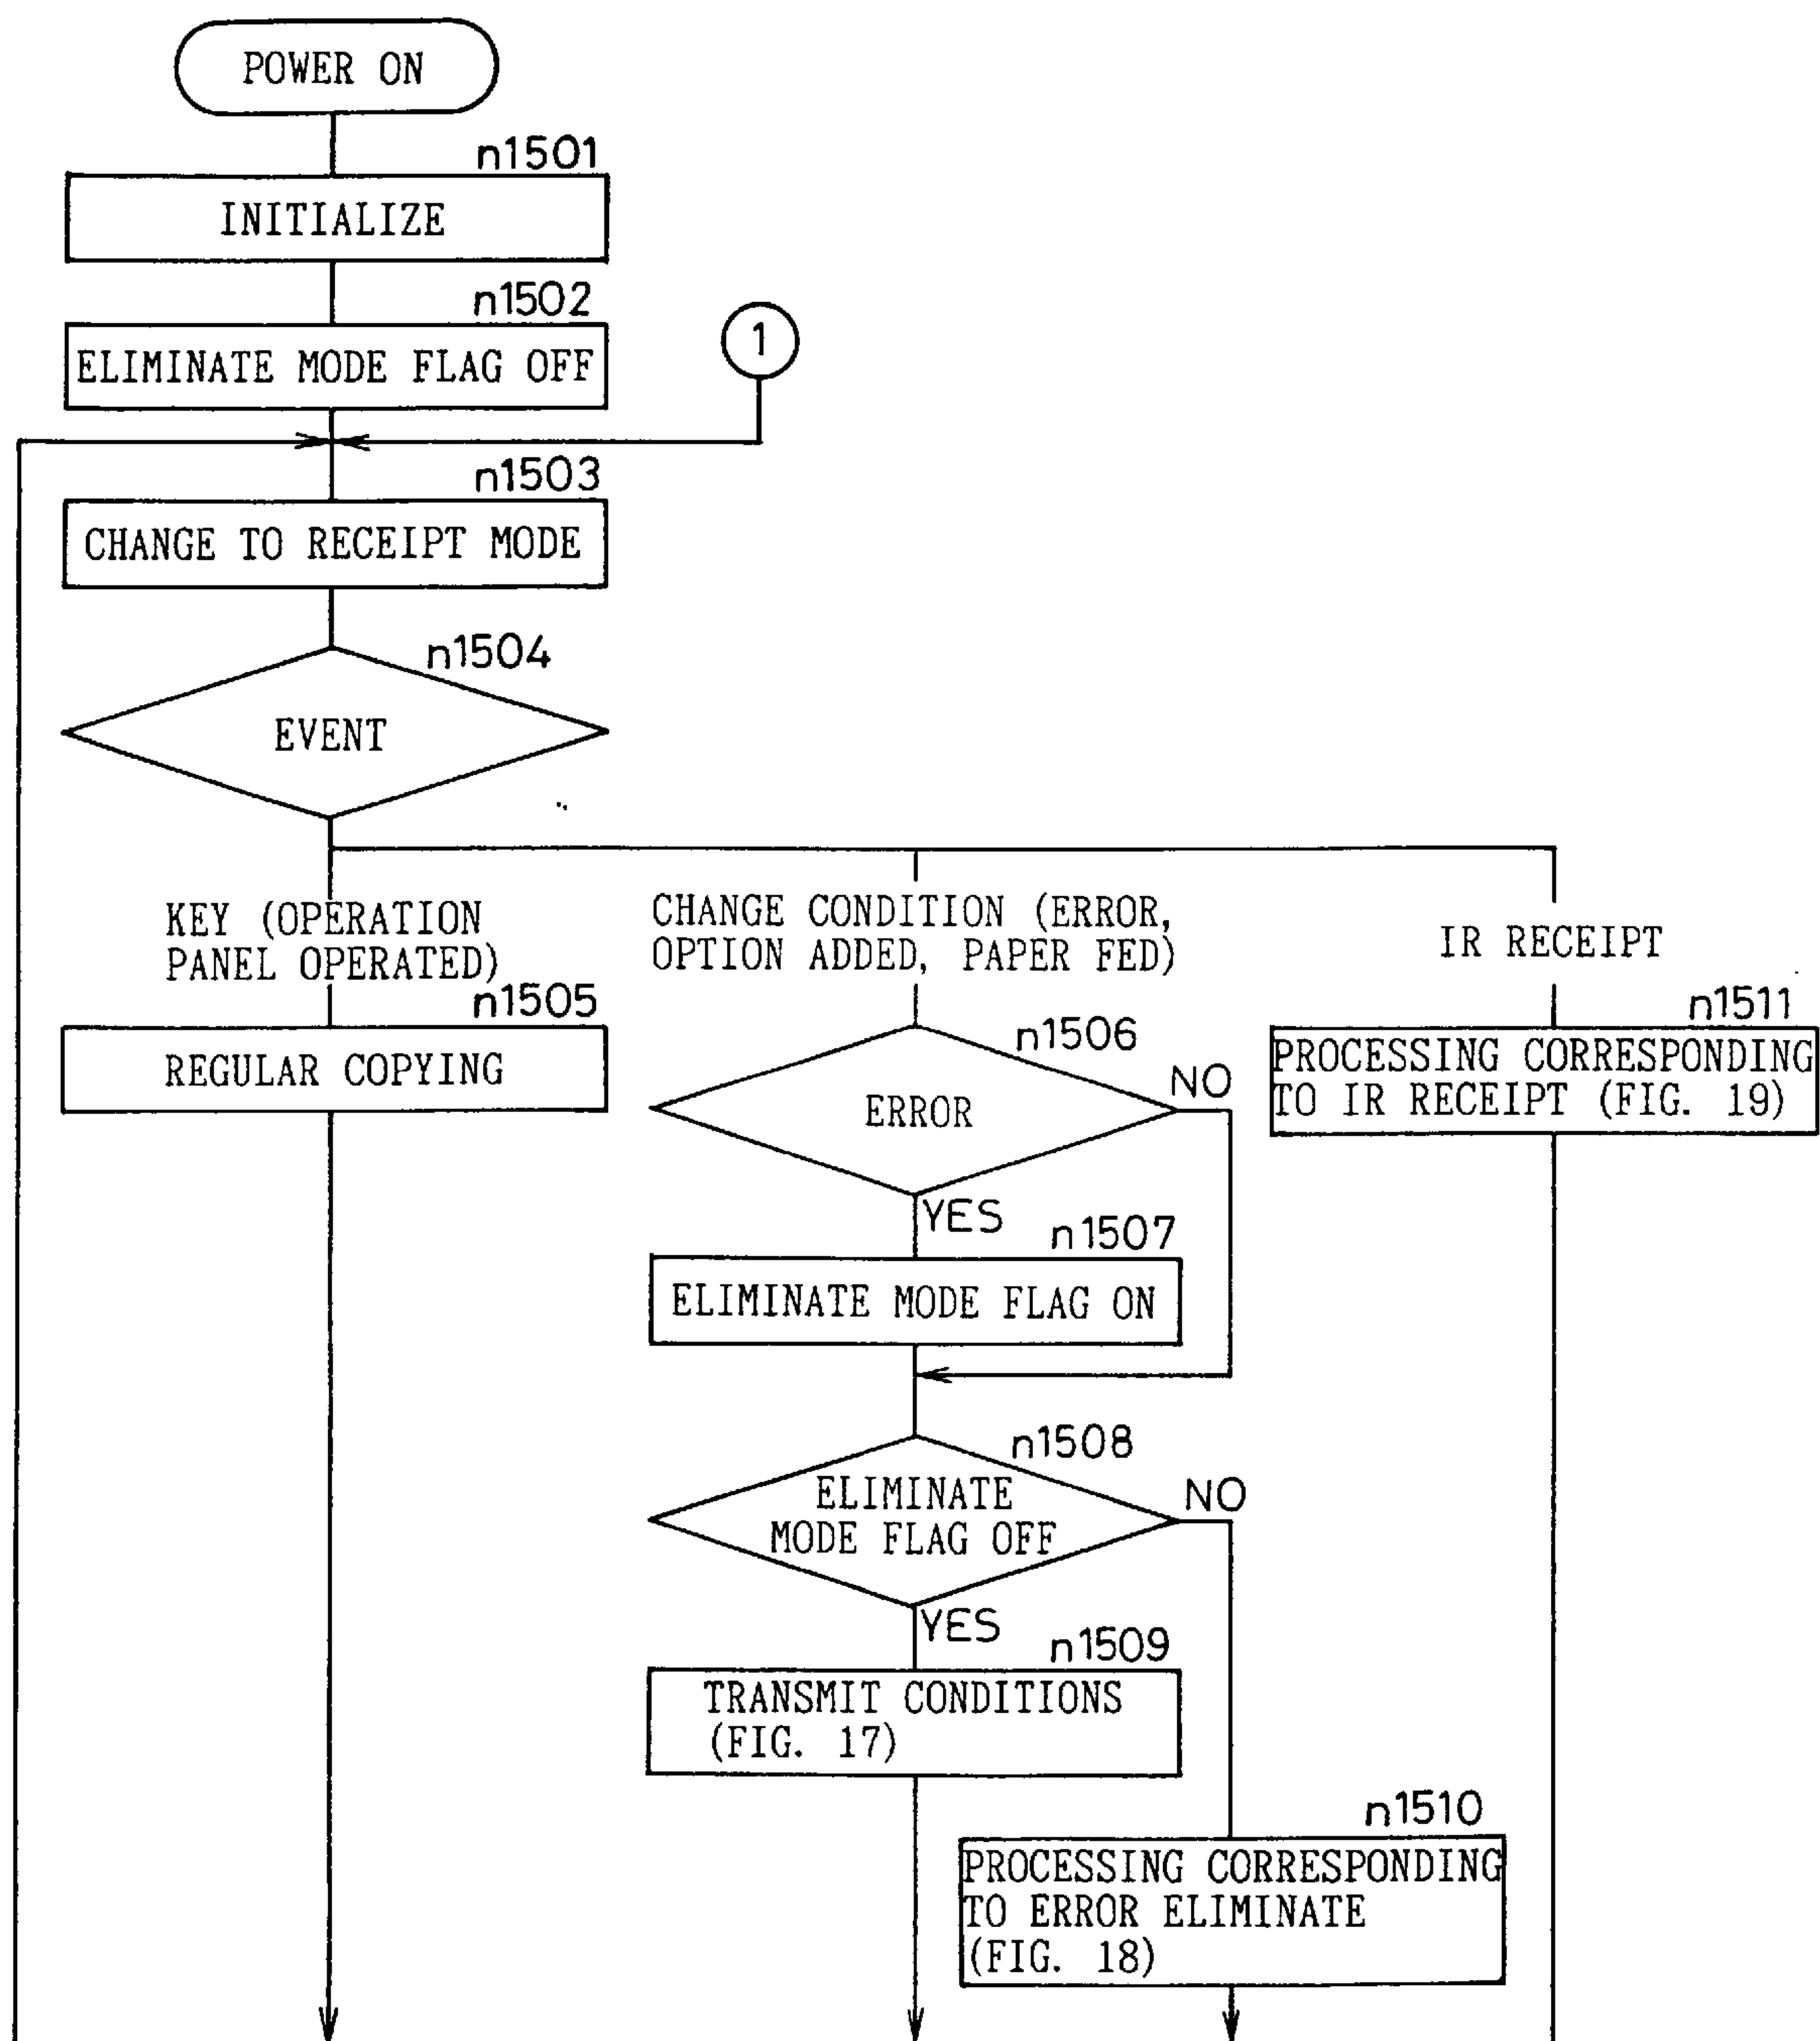 POWER ON
n1501
INITIALIZE
n1502
ELIMINATE MODE FLAG OFF
1
n1503
CHANGE TO RECEIPT MODE
n1504
EVENT
KEY (OPERATION
PANEL OPERATED)
n1505
REGULAR COPYING
CHANGE CONDITION (ERROR,
OPTION ADDED, PAPER FED)
n1506
ERROR
NO
YES
n1507
ELIMINATE MODE FLAG ON
n1508
ELIMINATE
MODE FLAG OFF
NO
YES
n1509
TRANSMIT CONDITIONS
(FIG. 17)
n1510
PROCESSING CORRESPONDING
TO ERROR ELIMINATE
(FIG. 18)
IR RECEIPT
n1511
PROCESSING CORRESPONDING
TO IR RECEIPT (FIG. 19)